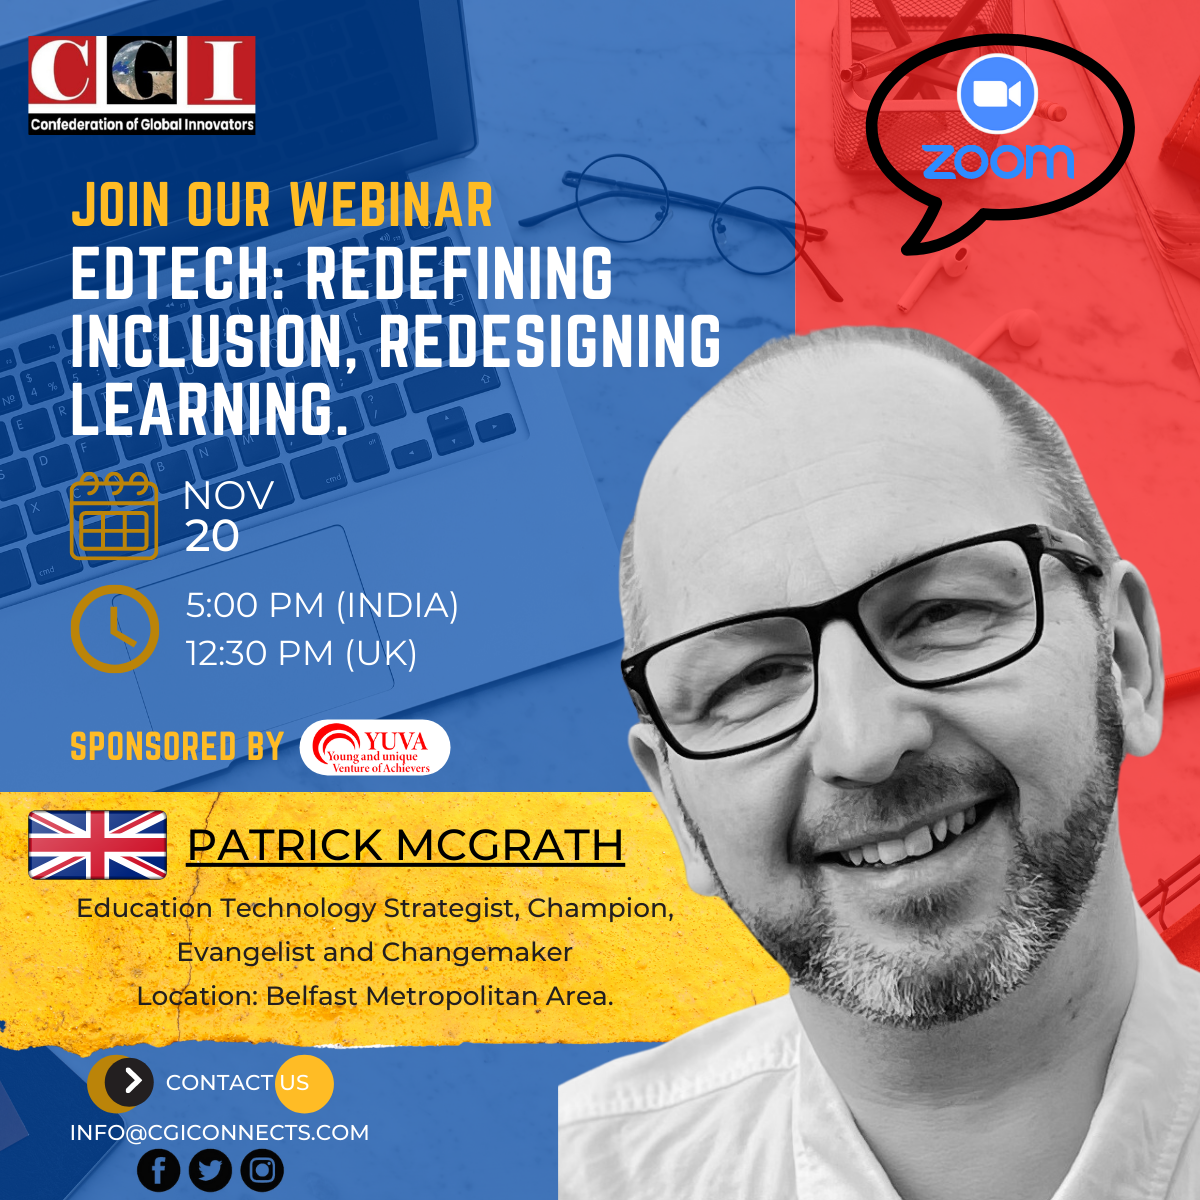 CGI
Confederation of Global Innovators
zoom
JOIN OUR WEBINAR
EDTECH: REDEFINING
INCLUSION, REDESIGNING
LEARNING.
NOV
20
5:00 PM (INDIA)
12:30 PM (UK)
SPONSORED BY
YUVA
Young and unique
Venture of Achievers
PATRICK MCGRATH
Education Technology Strategist, Champion,
Evangelist and Changemaker
Location: Belfast Metropolitan Area.
CONTACT US
INFO@CGICONNECTS.COM